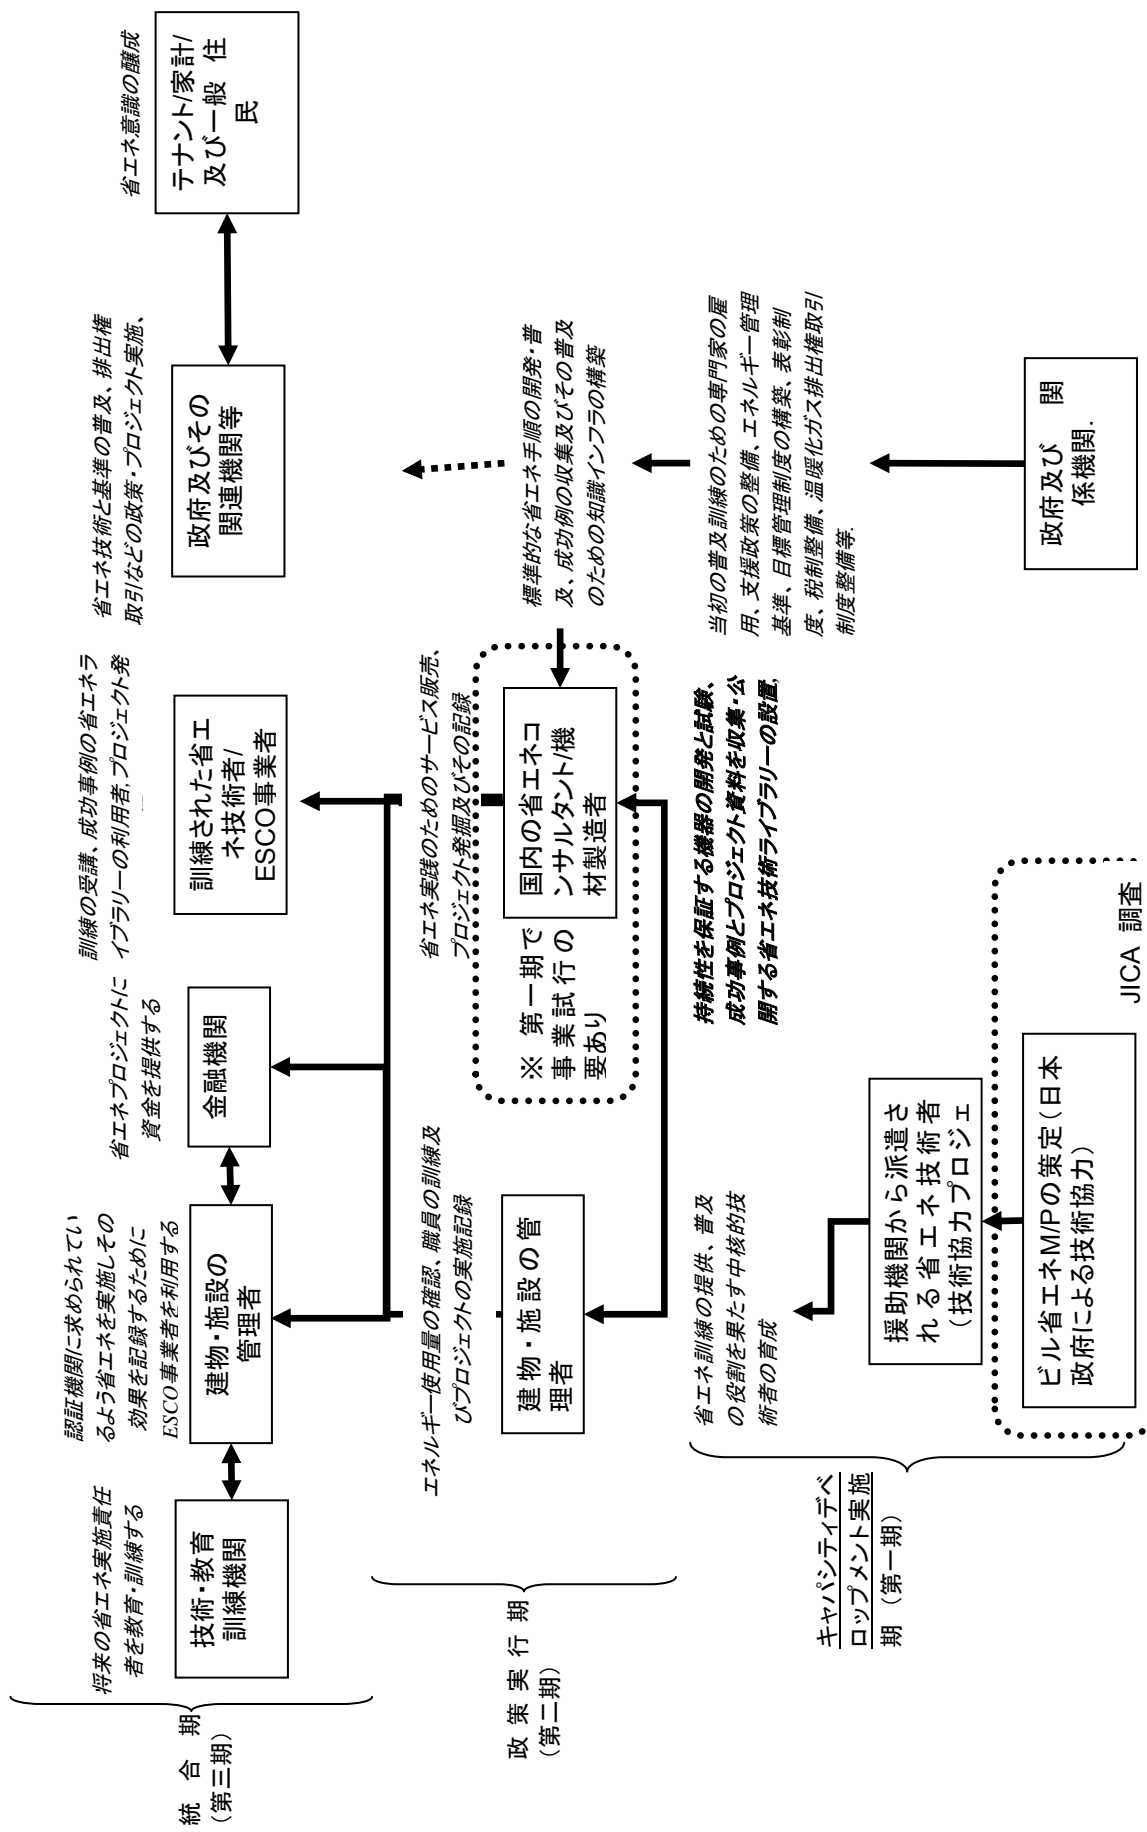 統 合 期
(第三期)
将来の省エネ実施責任
者を教育・訓練する
技術・教育
訓練機関
認証機関に求められてい
るよう省エネを実施しその
効果を記録するために
ESCO事業者を利用する
建物・施設の
管理者
省エネプロジェクトに
資金を提供する
金融機関
訓練の受講、成功事例の省エネラ
イブラリーの利用者,プロジェクト発
訓練された省エ
ネ技術者/
ESCO事業者
省エネ技術と基準の普及、排出権
取引などの政策・プロジェクト実施、
政府及びその
関連機関等
省エネ意識の醸成
テナント/家計/
及び一般 住
民
政 策 実 行 期
(第二期)
エネルギー使用量の確認、職員の訓練及
びプロジェクトの実施記録
建物・施設の管
理者
省エネ実践のためのサービス販売、
プロジェクト発掘及びその記録
※ 第一期で
事業試行の
要あり
国内の省エネコ
ンサルタント/機
材製造者
標準的な省エネ手順の開発・普
及、成功例の収集及びその普及
のための知識インフラの構築
キャパシティデベ
ロップメント実施
期 (第一期)
省エネ訓練の提供、普及
の役割を果たす中核的技
術者の育成
持続性を保証する機器の開発と試験、
成功事例とプロジェクト資料を収集・公
開する省エネ技術ライブラリーの設置,
当初の普及訓練のための専門家の雇
用、支援政策の整備、エネルギー管理
基準、目標管理制度の構築、表彰制
度、税制整備、温暖化ガス排出権取引
制度整備等.
援助機関から派遣さ
れる省エネ技術者
(技術協力プロジェ
ビル省エネM/Pの策定(日本
政府による技術協力)
JICA 調査
政府及び 関
係機関.